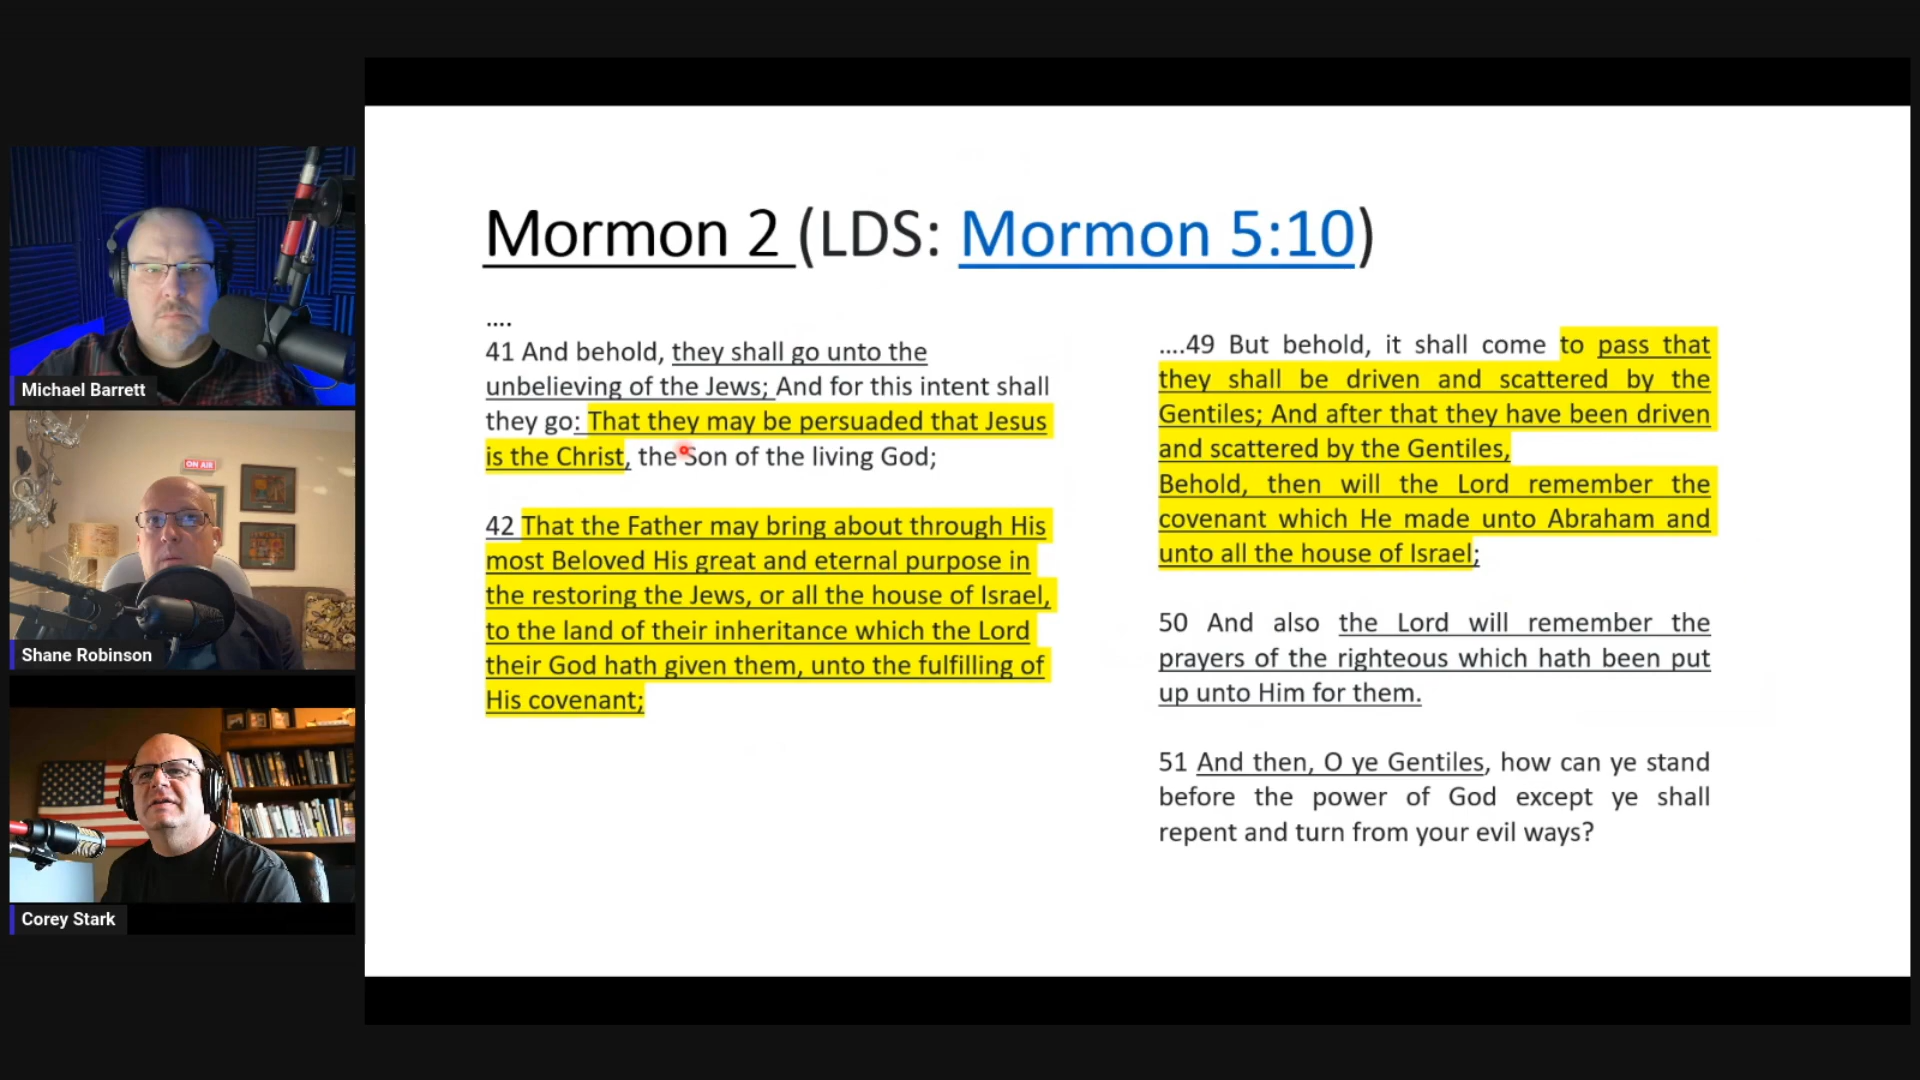 Mormon 2 (LDS: Mormon 5:10)
....
41 And behold, they shall go unto the
unbelieving of the Jews; And for this intent shall
they go: That they may be persuaded that Jesus
is the Christ, the Son of the living God;
42 That the Father may bring about through His
most Beloved His great and eternal purpose in
the restoring the Jews, or all the house of Israel,
to the land of their inheritance which the Lord
their God hath given them, unto the fulfilling of
His covenant;
....49 But behold, it shall come to pass that
they shall be driven and scattered by the
Gentiles; And after that they have been driven
and scattered by the Gentiles,
Behold, then will the Lord remember the
covenant which He made unto Abraham and
unto all the house of Israel;
50 And also the Lord will remember the
prayers of the righteous which hath been put
up unto Him for them.
51 And then, O ye Gentiles, how can ye stand
before the power of God except ye shall
repent and turn from your evil ways?
Michael Barrett
ON AIR
Shane Robinson
Corey Stark